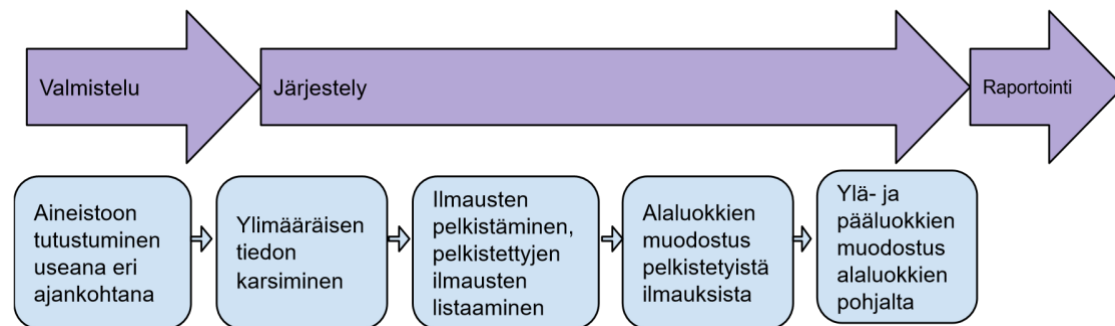 Valmistelu
Järjestely
Raportointi
Aineistoon
tutustuminen
useana eri
ajankohtana
Ylimääräisen
tiedon
karsiminen
Ilmausten
pelkistäminen,
pelkistettyjen
ilmausten
listaaminen
Alaluokkien
muodostus
pelkistetyistä
ilmauksista
Ylä- ja
pääluokkien
muodostus
alaluokkien
pohjalta